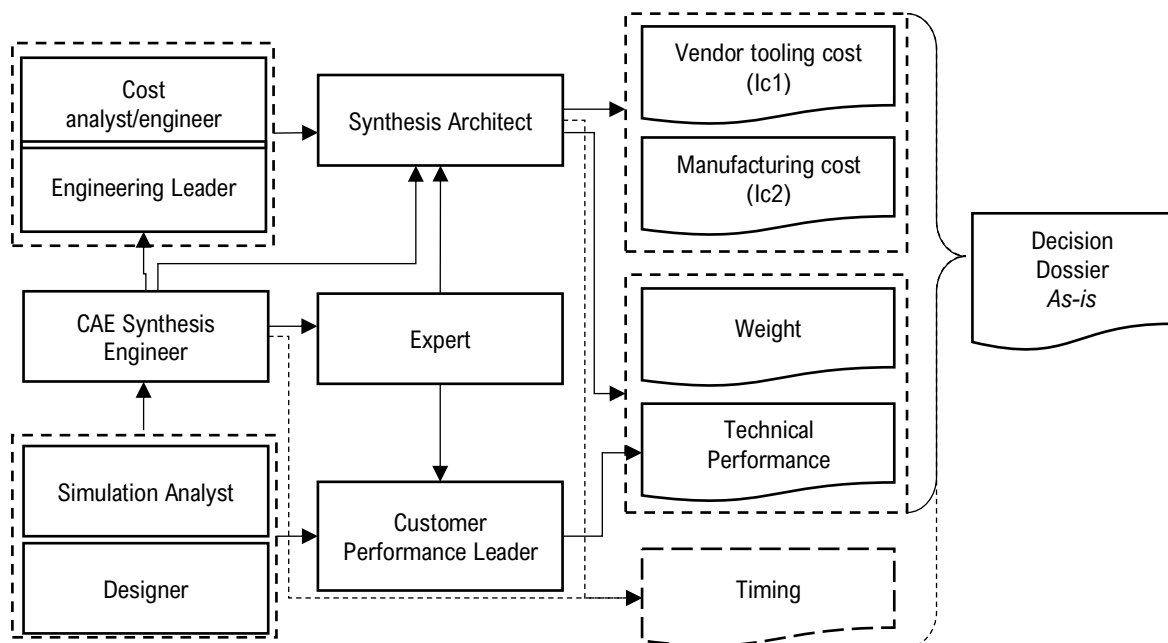 Cost
analyst/engineer
Engineering Leader
Synthesis Architect
Vendor tooling cost
(Ic1)
Manufacturing cost
(Ic2)
Decision
Dossier
As-is
CAE Synthesis
Engineer
Expert
Weight
Technical
Performance
Simulation Analyst
Designer
Customer
Performance Leader
Timing